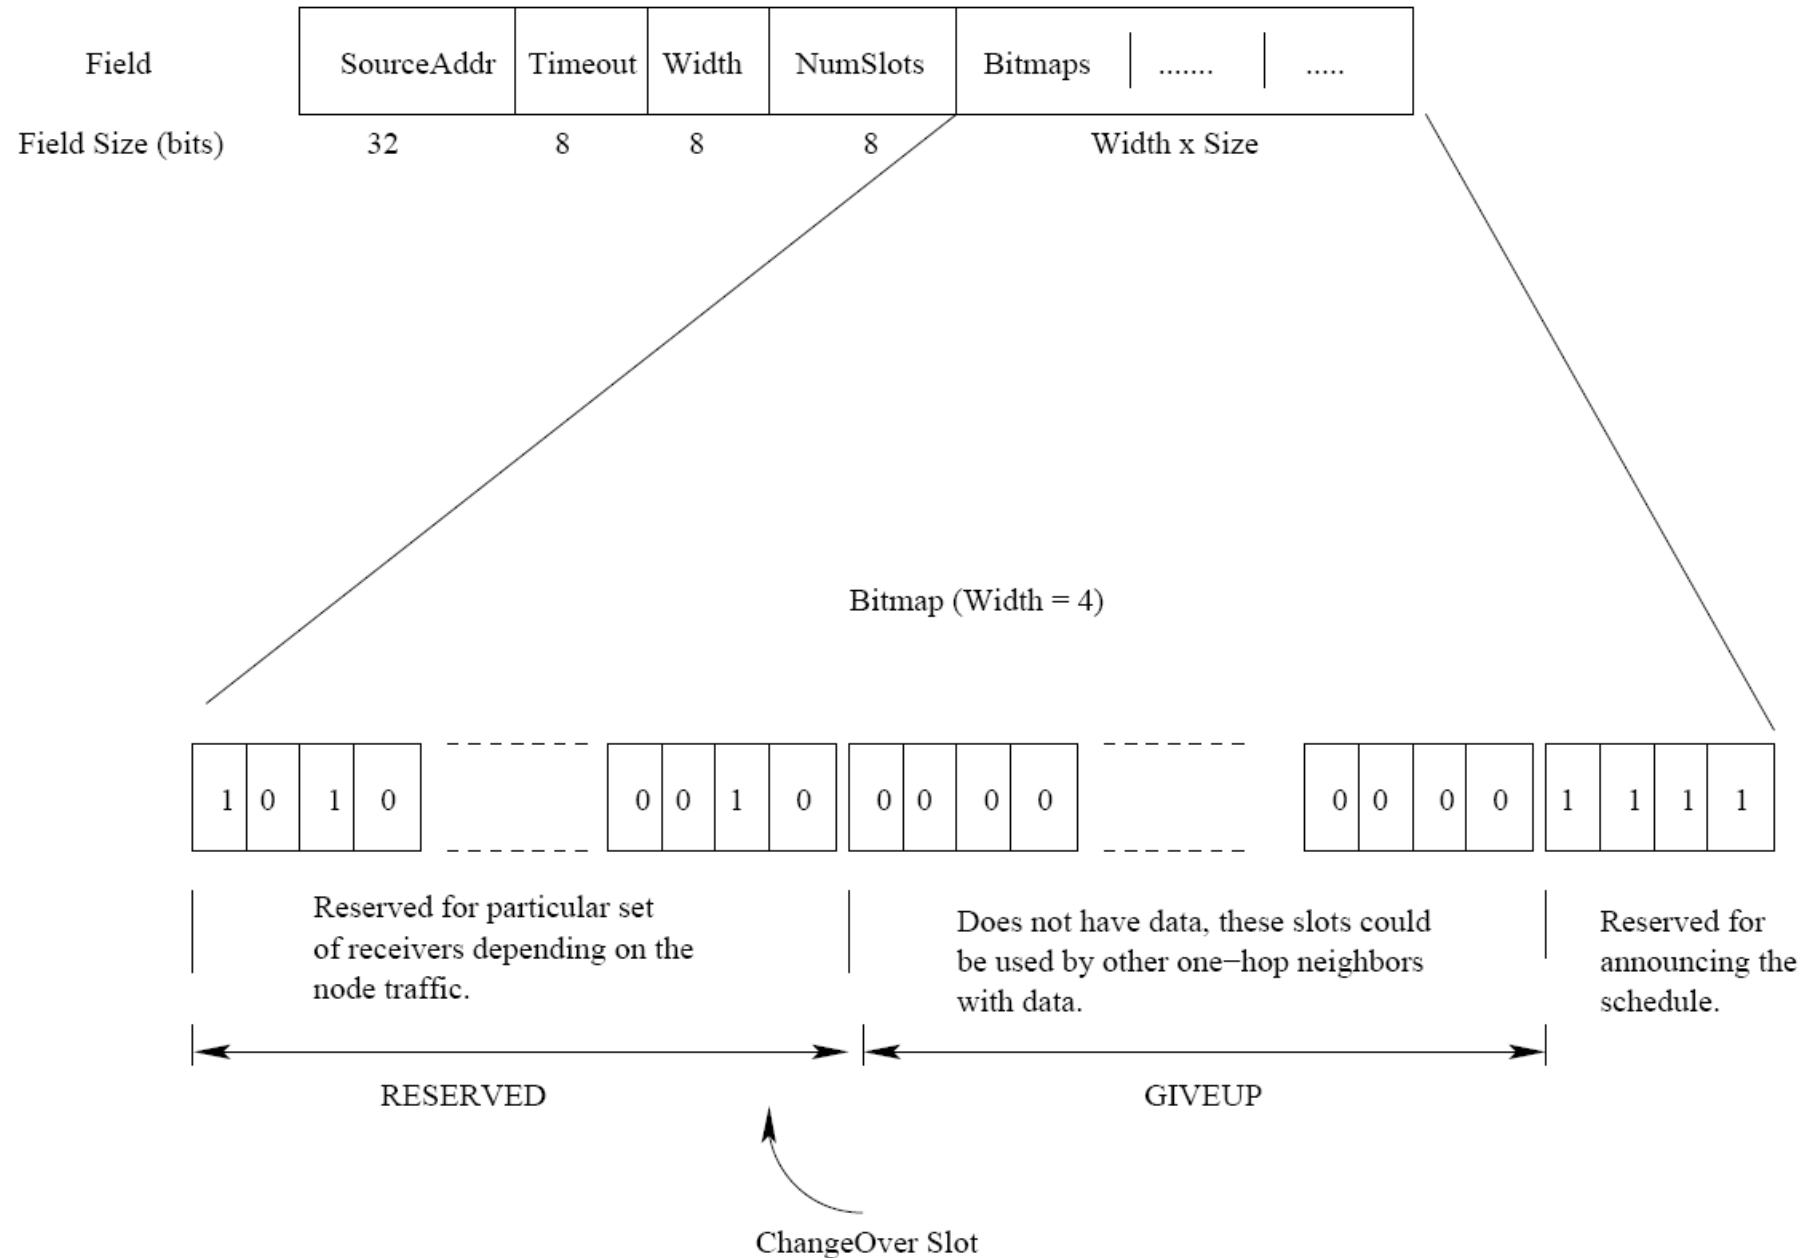 Field SourceAddr Timeout Width NumSlots Bitmaps ....... .....
Field Size (bits) 32 8 8 8 Width x Size
Bitmap (Width = 4)
1 0 1 0 0 0 1 0 0 0 0 0 0 0 0 0 1 1 1 1
Reserved for particular set
of receivers depending on the
node traffic.
Does not have data, these slots could
be used by other one−hop neighbors
with data.
Reserved for
announcing the
schedule.
RESERVED GIVEUP
ChangeOver Slot